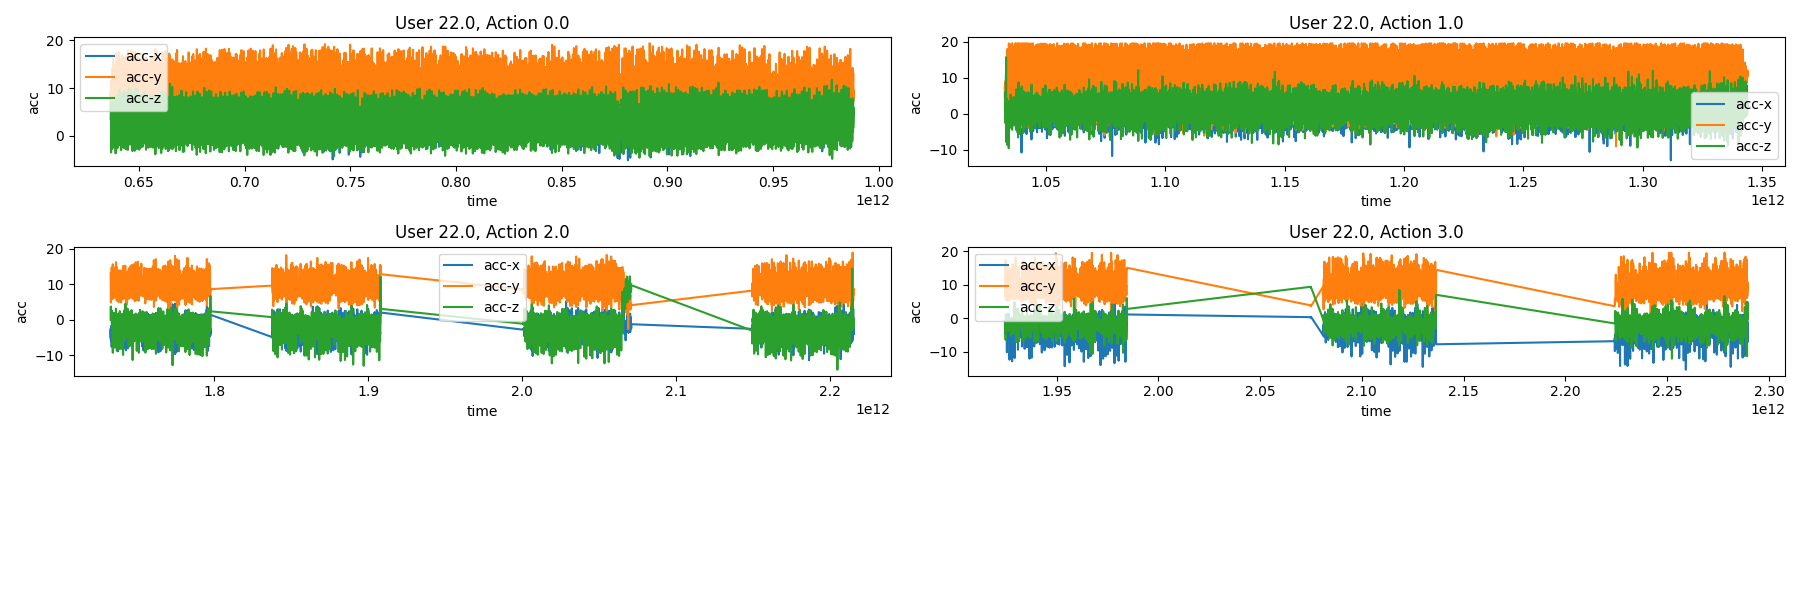 User 22.0, Action 0.0
acc
20
10
0
acc-x
acc-y
acc-z
0.65 0.70 0.75 0.80 0.85 0.90 0.95 1.00
time
1e12
User 22.0, Action 1.0
acc
20
10
0
−10
acc-x
acc-y
acc-z
1.05 1.10 1.15 1.20 1.25 1.30 1.35
time
1e12
User 22.0, Action 2.0
acc
20
10
0
−10
acc-x
acc-y
acc-z
1.8 1.9 2.0 2.1 2.2
time
1e12
User 22.0, Action 3.0
acc
20
10
0
−10
acc-x
acc-y
acc-z
1.95 2.00 2.05 2.10 2.15 2.20 2.25 2.30
time
1e12